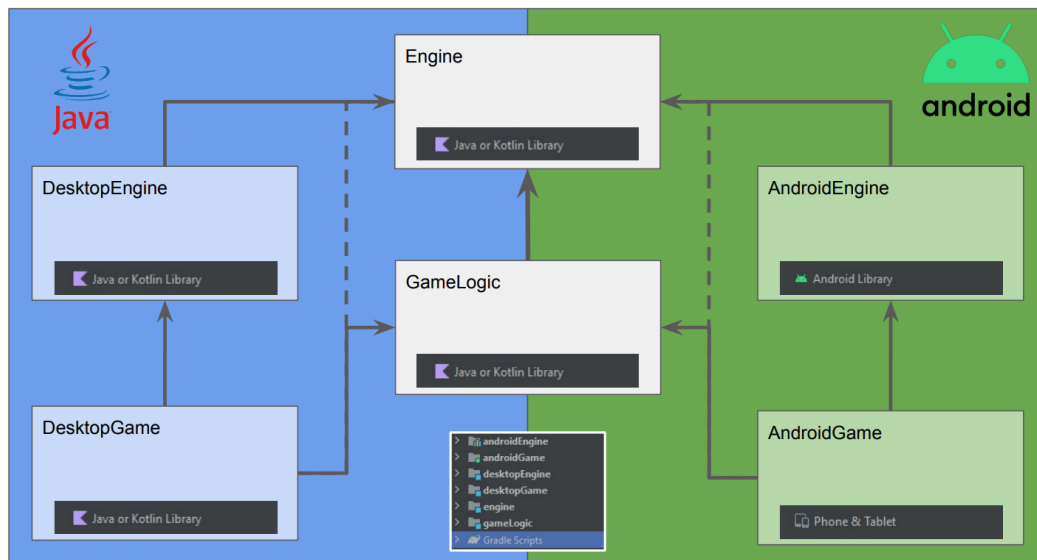 Java
Engine
Java or Kotlin Library
android
DesktopEngine
Java or Kotlin Library
AndroidEngine
Android Library
GameLogic
Java or Kotlin Library
DesktopGame
Java or Kotlin Library
androidEngine
androidGame
desktopEngine
desktopGame
engine
gameLogic
Gradle Scripts
AndroidGame
Phone & Tablet